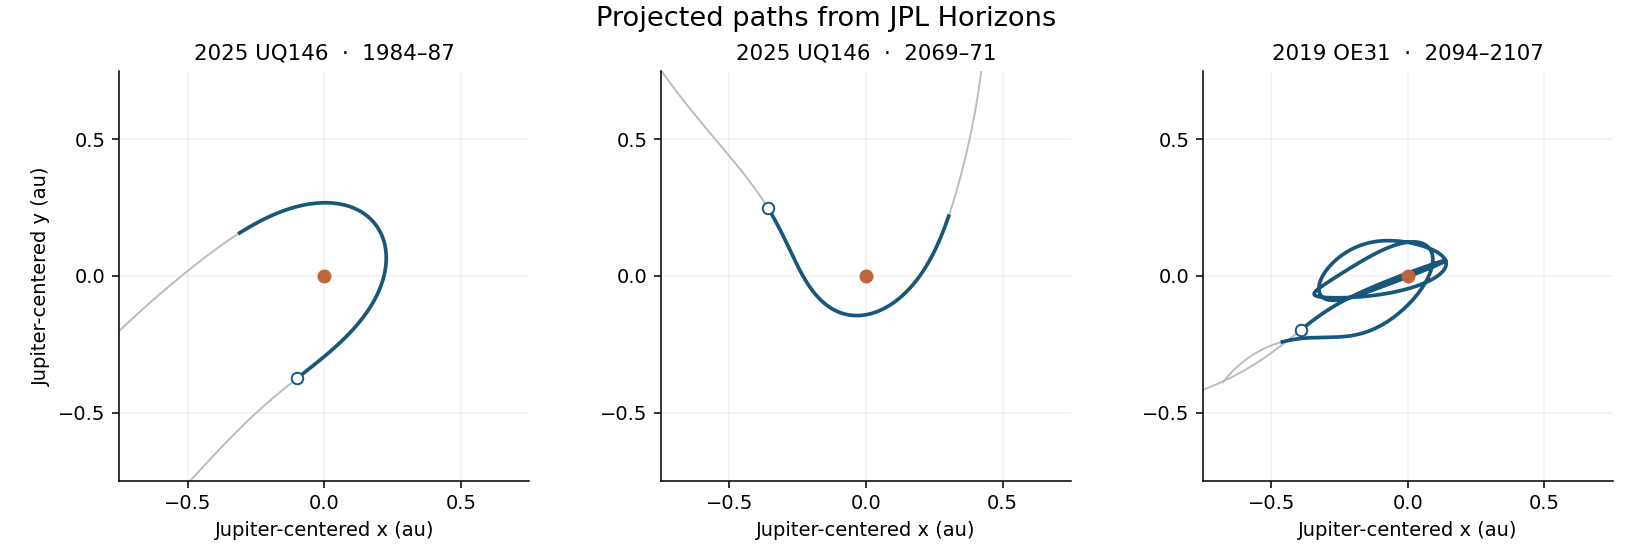 Projected paths from JPL Horizons
2025 UQ146 · 1984–87
2025 UQ146 · 2069–71
2019 OE31 · 2094–2107
Jupiter-centered y (au)
0.5
0.0
−0.5
−0.5
0.0
0.5
Jupiter-centered x (au)
0.5
0.0
−0.5
−0.5
0.0
0.5
Jupiter-centered x (au)
0.5
0.0
−0.5
−0.5
0.0
0.5
Jupiter-centered x (au)